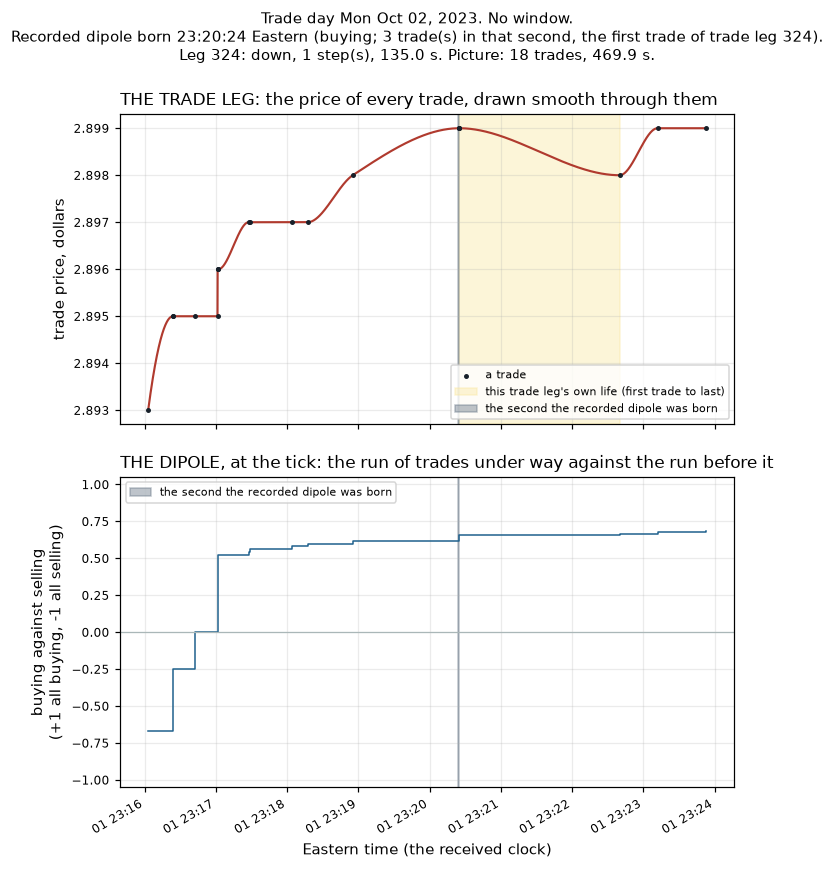 Trade day Mon Oct 02, 2023. No window.
Recorded dipole born 23:20:24 Eastern (buying; 3 trade(s) in that second, the first trade of trade leg 324).
Leg 324: down, 1 step(s), 135.0 s. Picture: 18 trades, 469.9 s.
THE TRADE LEG: the price of every trade, drawn smooth through them
trade price, dollars
2.899
2.898
2.897
2.896
2.895
2.894
2.893
a trade
this trade leg's own life (first trade to last)
the second the recorded dipole was born
THE DIPOLE, at the tick: the run of trades under way against the run before it
buying against selling
(+1 all buying, -1 all selling)
1.00
0.75
0.50
0.25
0.00
−0.25
−0.50
−0.75
−1.00
the second the recorded dipole was born
01 23:16
01 23:17
01 23:18
01 23:19
01 23:20
01 23:21
01 23:22
01 23:23
01 23:24
Eastern time (the received clock)